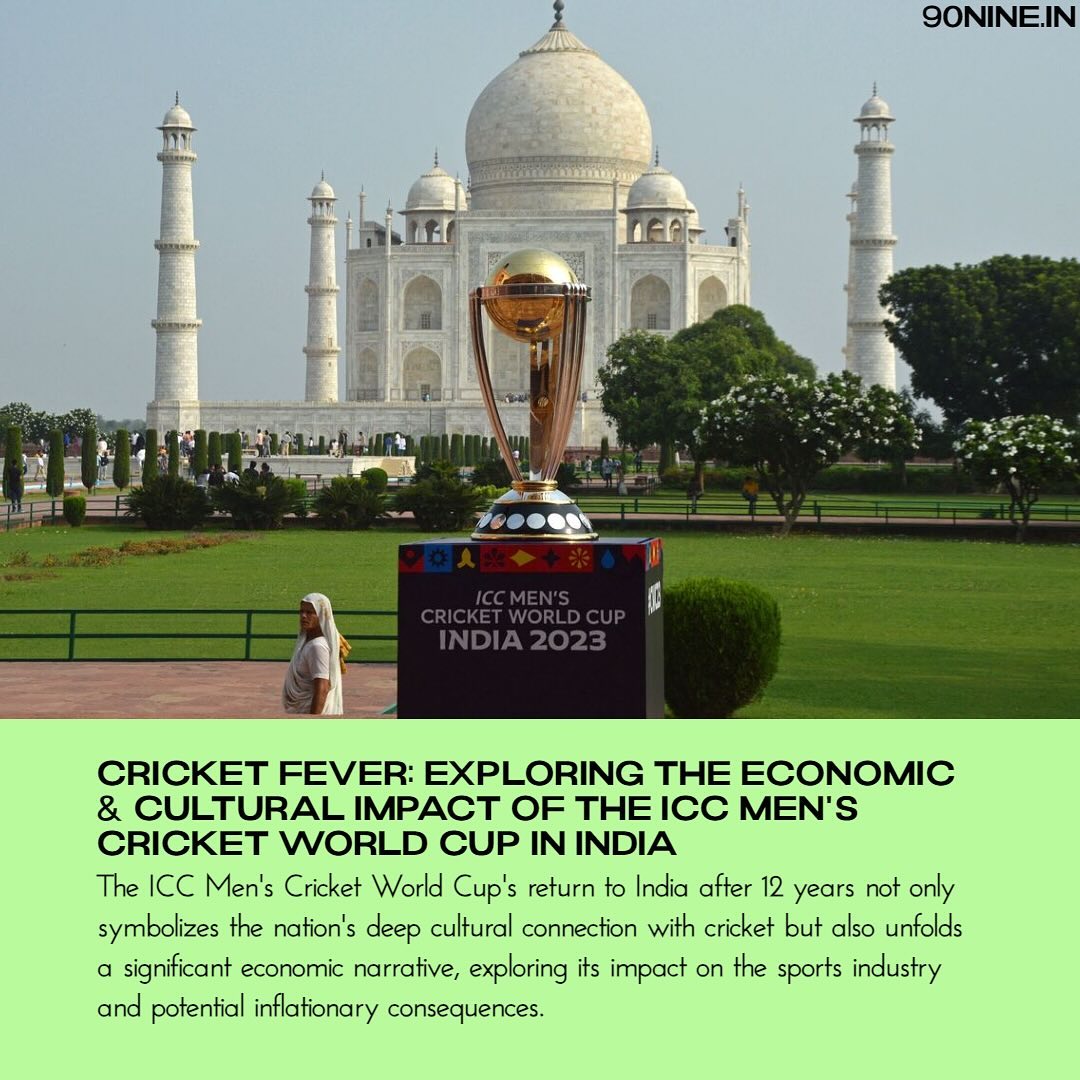 90NINE.IN
ICC MEN'S
CRICKET WORLD CUP
INDIA 2023
CRICKET FEVER: EXPLORING THE ECONOMIC
& CULTURAL IMPACT OF THE ICC MEN'S
CRICKET WORLD CUP IN INDIA
The ICC Men's Cricket World Cup's return to India after 12 years not only
symbolizes the nation's deep cultural connection with cricket but also unfolds
a significant economic narrative, exploring its impact on the sports industry
and potential inflationary consequences.